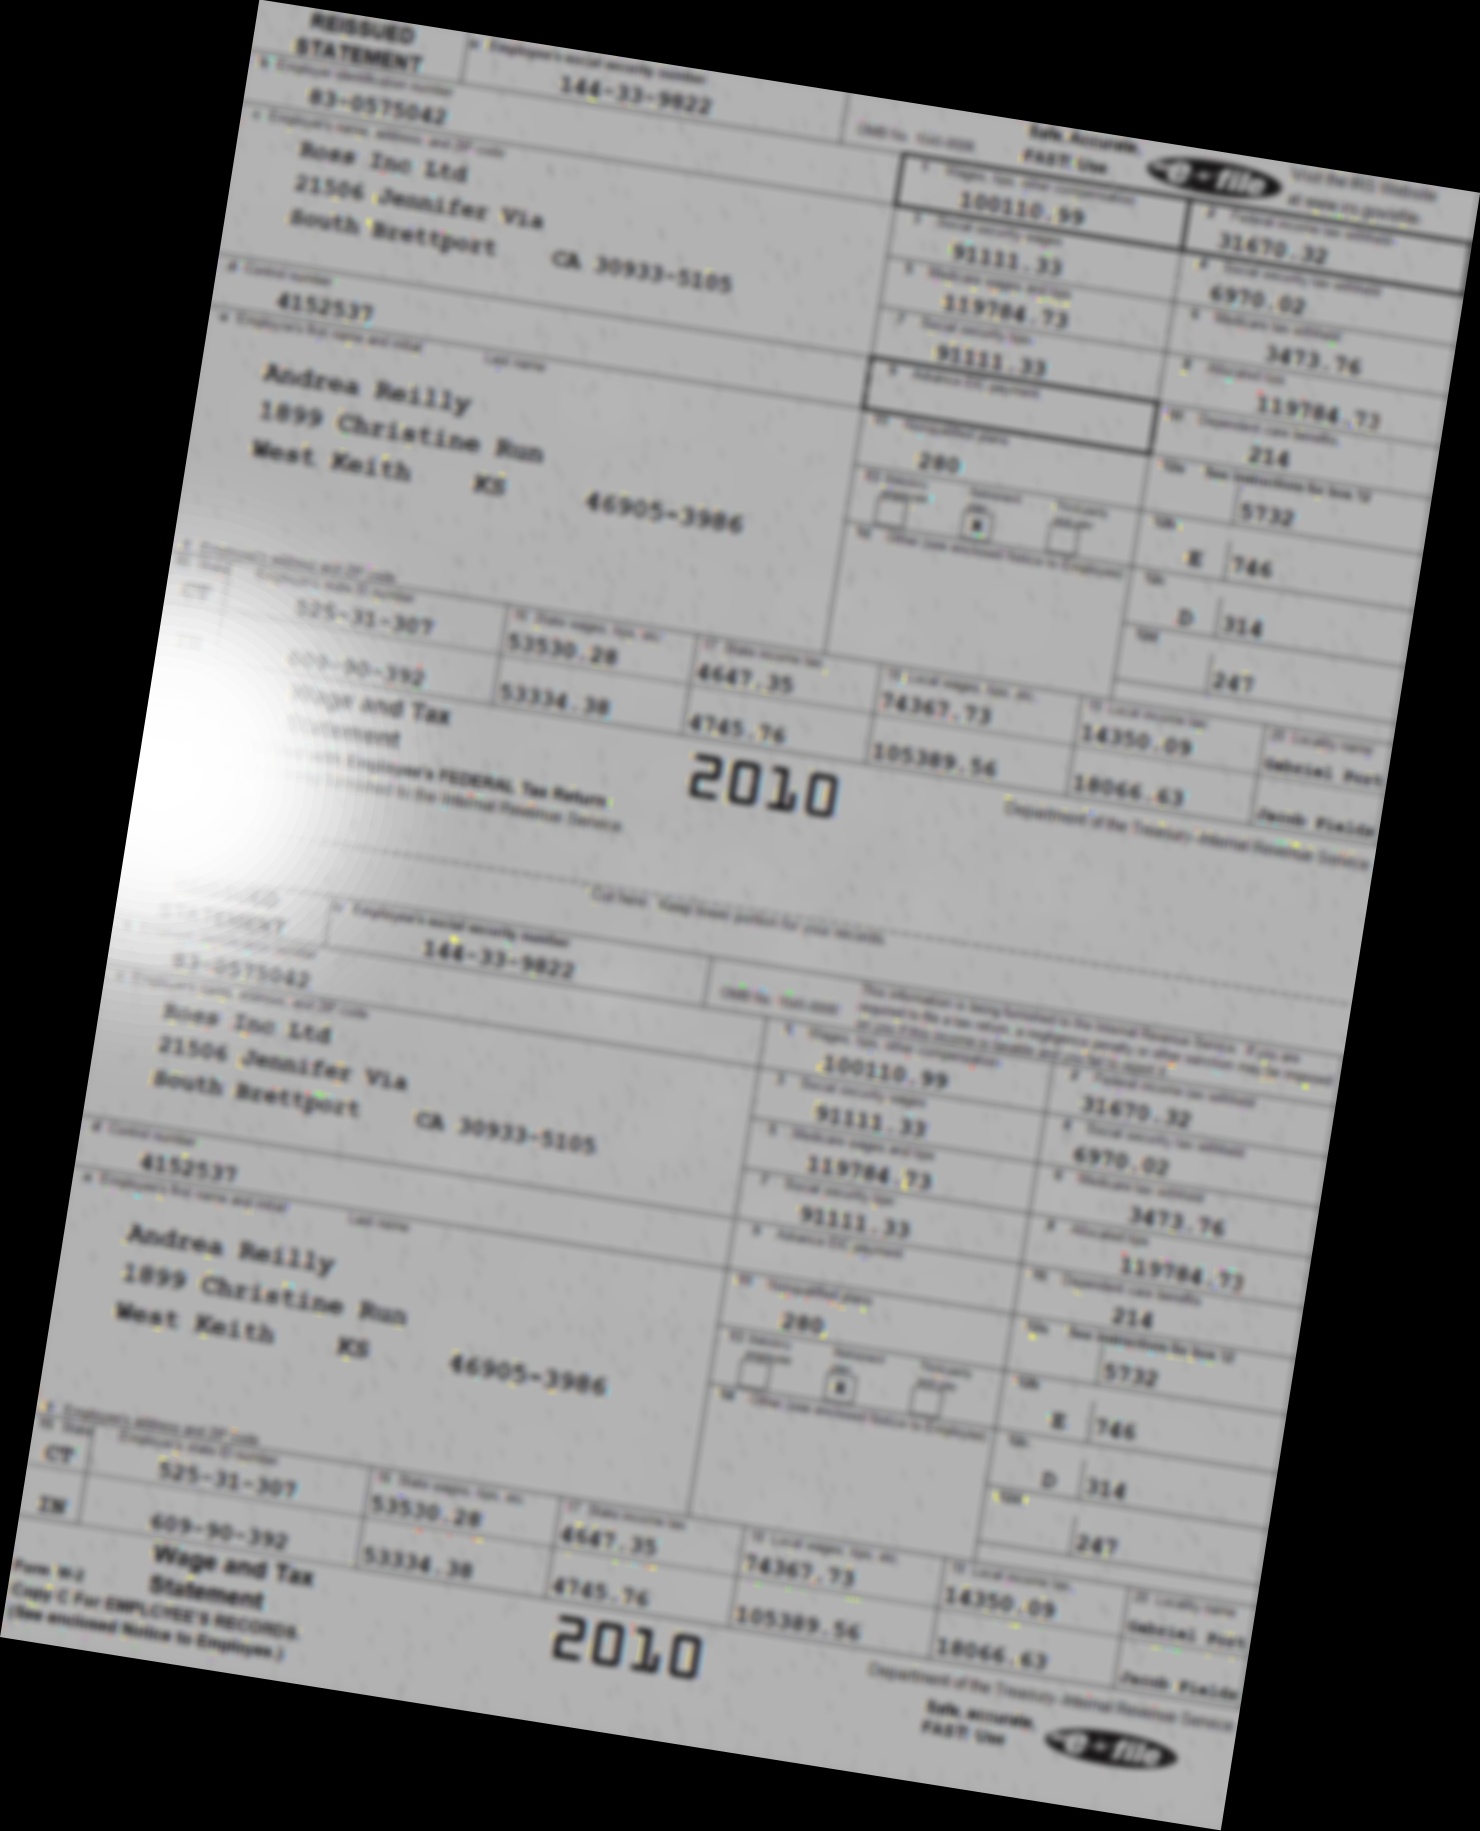 REISSUED
STATEMENT
a Employee's social security number
144-33-9822
OMB No. 1545-0008
Safe, Accurate,
FAST! Use
e-file
Visit the IRS Website
at www.irs.gov/efile.
b Employer identification number
83-0575042
c Employer's name, address, and ZIP code
Ross Inc Ltd
21506 Jennifer Via
South Brettport CA 30933-5105
1 Wages, tips, other compensation
100110.99
2 Federal income tax withheld
31670.32
3 Social security wages
91111.33
4 Social security tax withheld
6970.02
5 Medicare wages and tips
119784.73
6 Medicare tax withheld
3473.76
d Control number
4152537
7 Social security tips
91111.33
8 Allocated tips
119784.73
e Employee's first name and initial Last name
Andrea Reilly
1899 Christine Run
West Keith KS 46905-3986
9 Advance EIC payment
10 Dependent care benefits
214
11 Nonqualified plans
280
12a See instructions for box 12
5732
12b
E 746
12c
D 314
12d
247
14 Other (see enclosed Notice to Employee)
f Employee's address and ZIP code
15 State Employer's state ID number
CT 525-31-307
609-90-392
16 State wages, tips, etc.
53530.28
53334.38
17 State income tax
4647.35
4745.76
18 Local wages, tips, etc.
74367.73
105389.56
19 Local income tax
14350.09
18066.63
20 Locality name
Gabriel Port
Jacob Fields
Wage and Tax
Statement
2010
Employee's FEDERAL Tax Return.
furnished to the Internal Revenue Service.
Department of the Treasury-Internal Revenue Service
Cut here. Keep lower portion for your records.
STATEMENT
Employee's social security number
144-33-9822
OMB No. 1545-0008
This information is being furnished to the Internal Revenue Service. If you are
required to file a tax return, a negligence penalty or other sanction may be imposed
on you if this income is taxable and you fail to report it.
83-0575042
c Employer's name, address, and ZIP code
Ross Inc Ltd
21506 Jennifer Via
South Brettport CA 30933-5105
1 Wages, tips, other compensation
100110.99
2 Federal income tax withheld
31670.32
3 Social security wages
91111.33
4 Social security tax withheld
6970.02
5 Medicare wages and tips
119784.73
6 Medicare tax withheld
3473.76
d Control number
4152537
7 Social security tips
91111.33
8 Allocated tips
119784.73
e Employee's first name and initial Last name
Andrea Reilly
1899 Christine Run
West Keith KS 46905-3986
9 Advance EIC payment
10 Dependent care benefits
214
11 Nonqualified plans
280
12a See instructions for box 12
5732
12b
E 746
12c
D 314
12d
247
14 Other (see enclosed Notice to Employee)
f Employee's address and ZIP code
15 State Employer's state ID number
CT 525-31-307
IN 609-90-392
16 State wages, tips, etc.
53530.28
53334.38
17 State income tax
4647.35
4745.76
18 Local wages, tips, etc.
74367.73
105389.56
19 Local income tax
14350.09
18066.63
20 Locality name
Gabriel Port
Jacob Fields
Form W-2
Wage and Tax
Statement
2010
Copy C For EMPLOYEE'S RECORDS.
(See enclosed Notice to Employee.)
Department of the Treasury-Internal Revenue Service
Safe, accurate,
FAST! Use
e-file